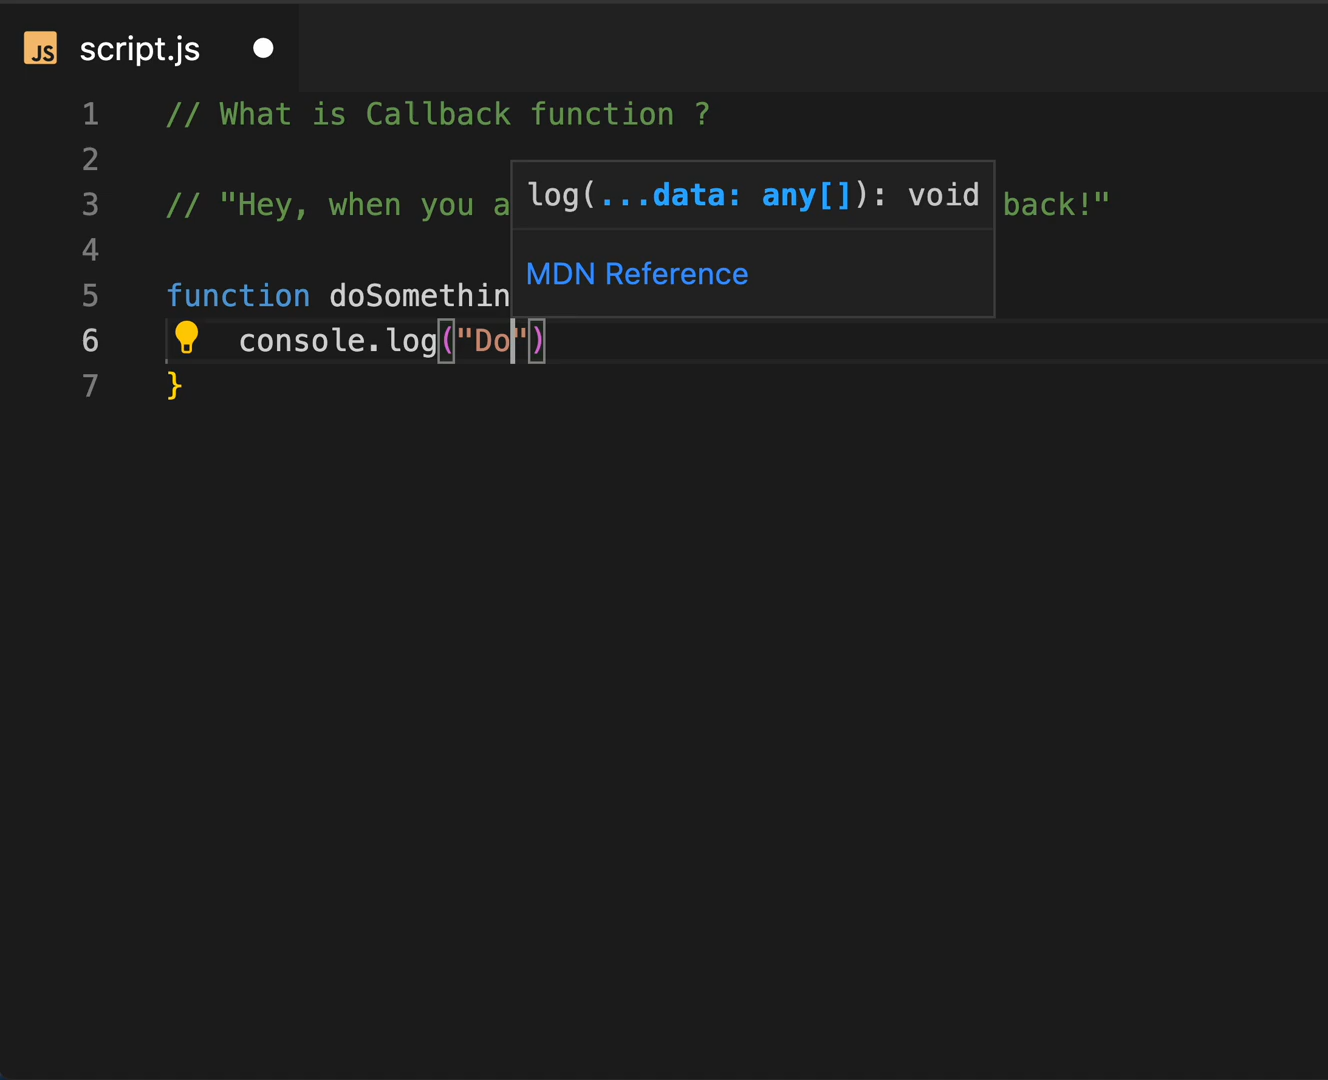 JS script.js
1 // What is Callback function ?
2
3 // "Hey, when you a back!"
log(...data: any[]): void
4
MDN Reference
5 function doSomethin
6 console.log("Do")
7 }